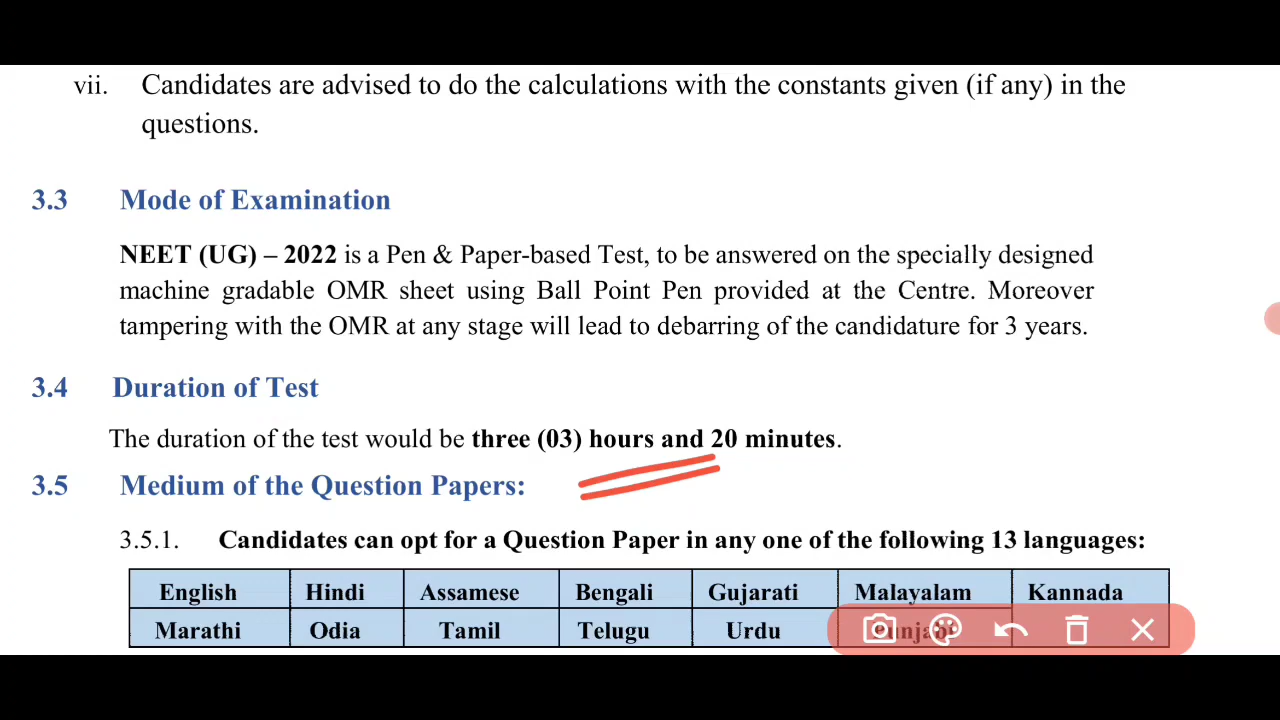 vii. Candidates are advised to do the calculations with the constants given (if any) in the
questions.
3.3 Mode of Examination
NEET (UG) – 2022 is a Pen & Paper-based Test, to be answered on the specially designed
machine gradable OMR sheet using Ball Point Pen provided at the Centre. Moreover
tampering with the OMR at any stage will lead to debarring of the candidature for 3 years.
3.4 Duration of Test
The duration of the test would be three (03) hours and 20 minutes.
3.5 Medium of the Question Papers:
3.5.1. Candidates can opt for a Question Paper in any one of the following 13 languages:
English Hindi Assamese Bengali Gujarati Malayalam Kannada
Marathi Odia Tamil Telugu Urdu Punjabi